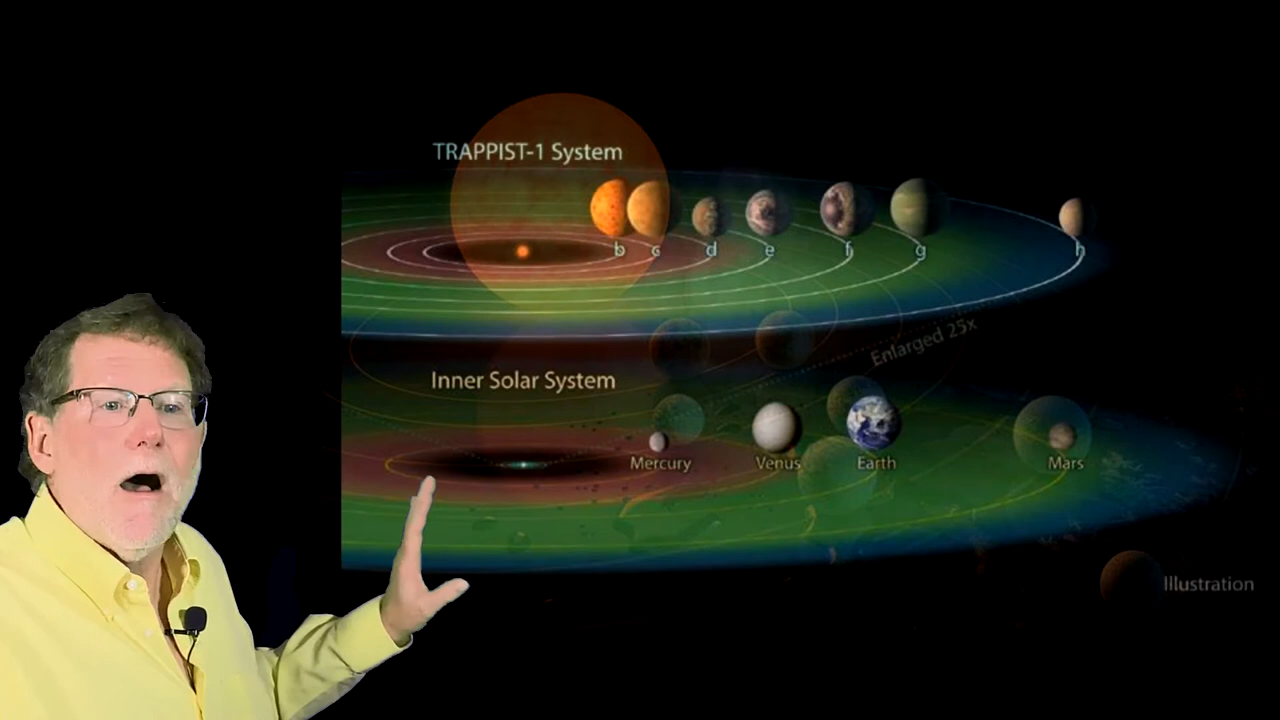 TRAPPIST-1 System
b c d e f g h
Enlarged 25x
Inner Solar System
Mercury Venus Earth Mars
Illustration